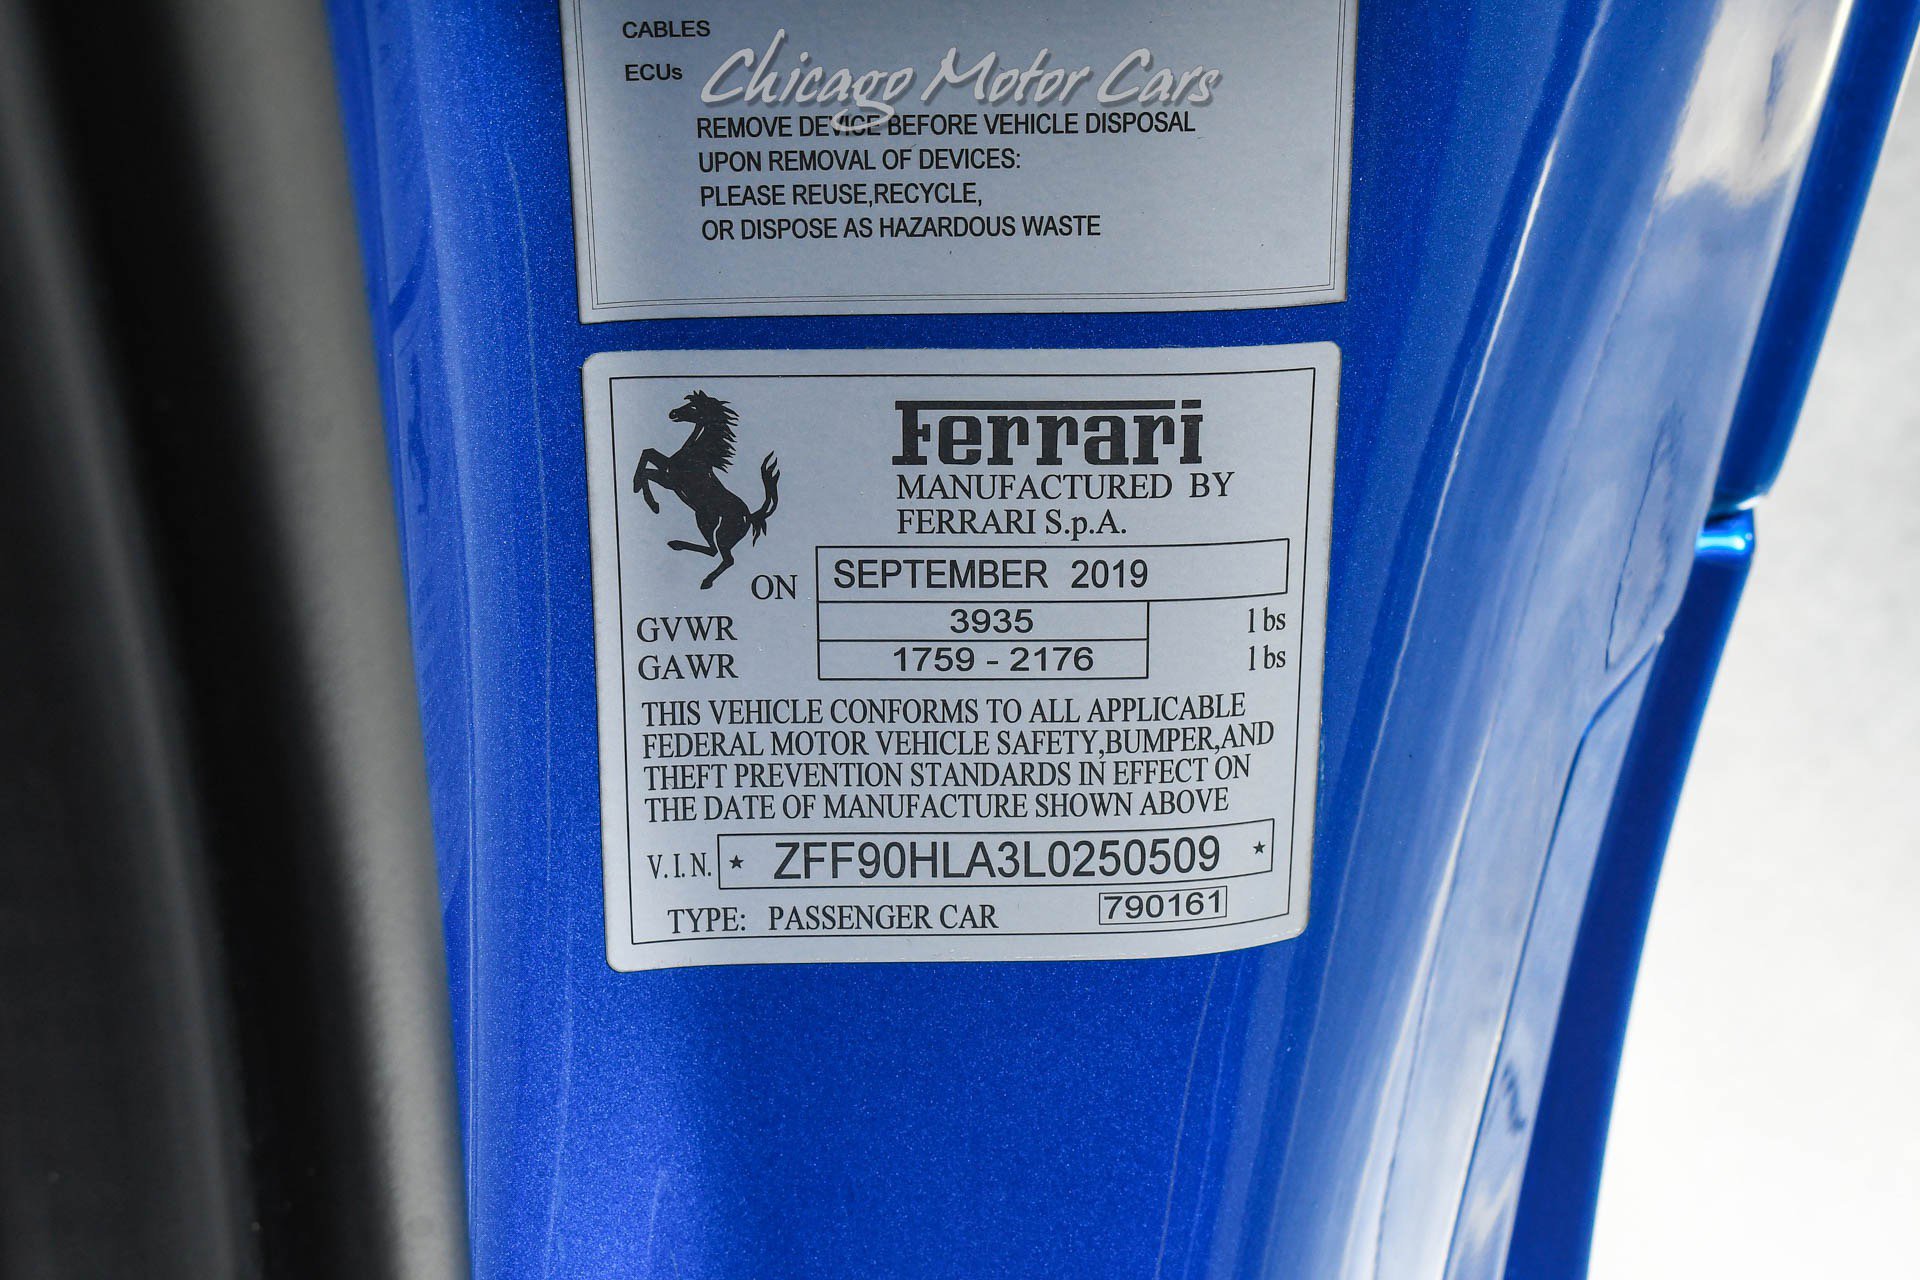 CABLES
ECUs
Chicago Motor Cars
REMOVE DEVICE BEFORE VEHICLE DISPOSAL
UPON REMOVAL OF DEVICES:
PLEASE REUSE,RECYCLE,
OR DISPOSE AS HAZARDOUS WASTE
Ferrari
MANUFACTURED BY
FERRARI S.p.A.
ON SEPTEMBER 2019
GVWR 3935 lbs
GAWR 1759 - 2176 lbs
THIS VEHICLE CONFORMS TO ALL APPLICABLE
FEDERAL MOTOR VEHICLE SAFETY,BUMPER,AND
THEFT PREVENTION STANDARDS IN EFFECT ON
THE DATE OF MANUFACTURE SHOWN ABOVE
V.I.N. * ZFF90HLA3L0250509 *
TYPE: PASSENGER CAR 790161